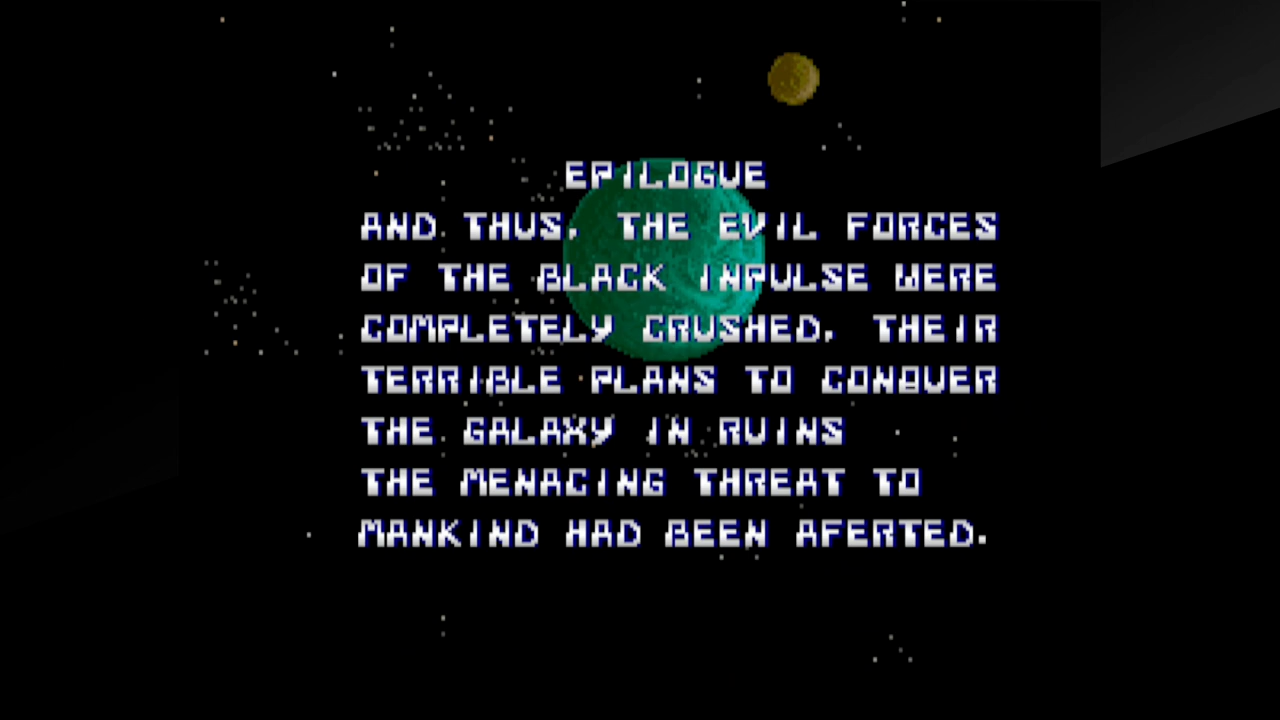 EPILOGUE
AND THUS, THE EVIL FORCES
OF THE BLACK INPULSE WERE
COMPLETELY CRUSHED. THEIR
TERRIBLE PLANS TO CONQUER
THE GALAXY IN RUINS
THE MENACING THREAT TO
MANKIND HAD BEEN AFERTED.